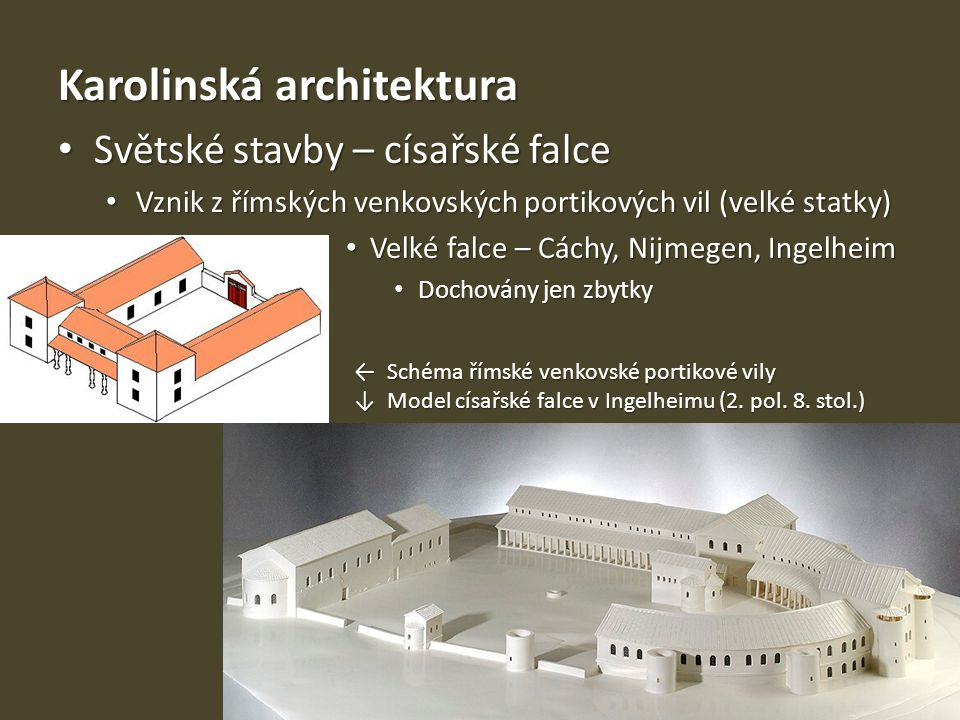 Karolinská architektura
• Světské stavby – císařské falce
• Vznik z římských venkovských portikových vil (velké statky)
• Velké falce – Cáchy, Nijmegen, Ingelheim
• Dochovány jen zbytky
← Schéma římské venkovské portikové vily
↓ Model císařské falce v Ingelheimu (2. pol. 8. stol.)